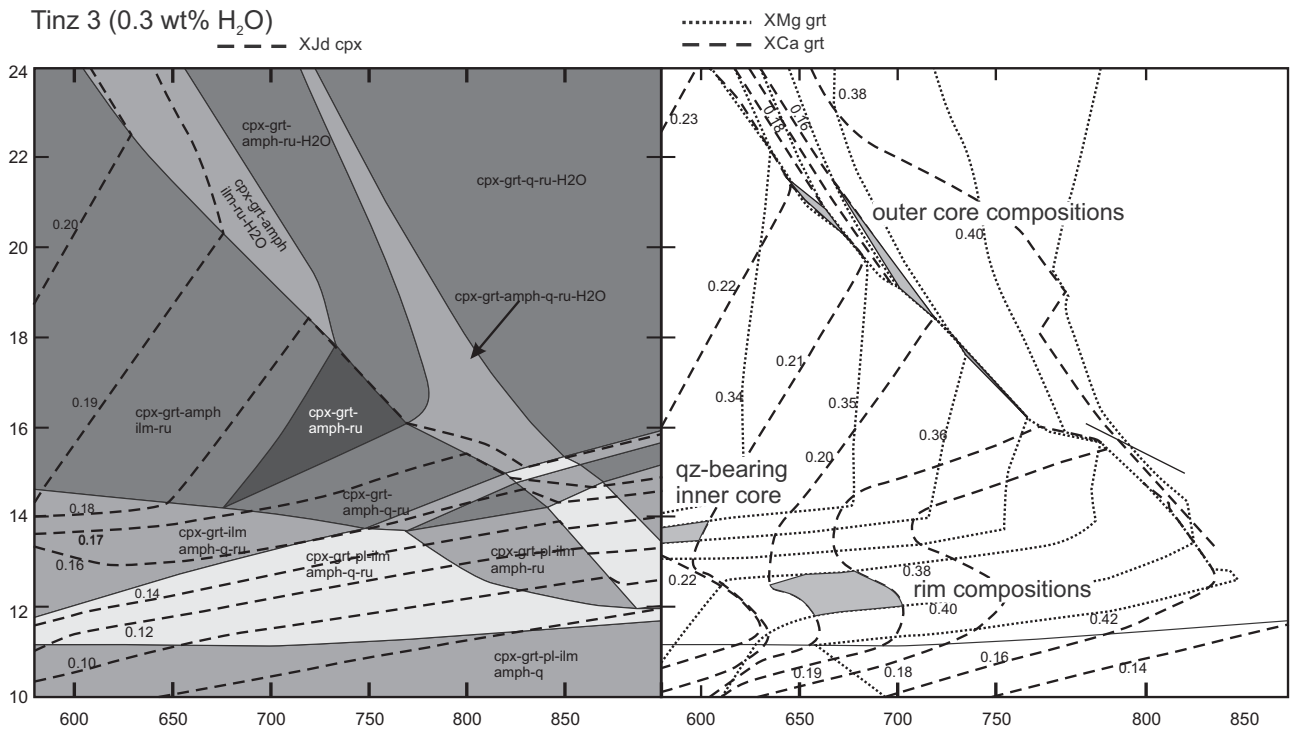 Tinz 3 (0.3 wt% H2O)
XJd cpx
XMg grt
XCa grt
24
22
20
18
16
14
12
10
cpx-grt-
amph-ru-H2O
cpx-grt-q-ru-H2O
cpx-grt-amph
ilm-ru-H2O
cpx-grt-amph-q-ru-H2O
0.20
0.19
cpx-grt-amph
ilm-ru
cpx-grt-
amph-ru
cpx-grt-
amph-q-ru
0.18
0.17
0.16
cpx-grt-ilm
amph-q-ru
cpx-grt-pl-ilm
amph-q-ru
cpx-grt-pl-ilm
amph-ru
0.14
0.12
0.10
cpx-grt-pl-ilm
amph-q
600
650
700
750
800
850
0.23
0.18
0.16
0.38
outer core compositions
0.40
0.22
0.21
0.34
0.35
0.36
0.20
qz-bearing
inner core
0.22
0.38
rim compositions
0.40
0.42
0.19
0.18
0.16
0.14
600
650
700
750
800
850